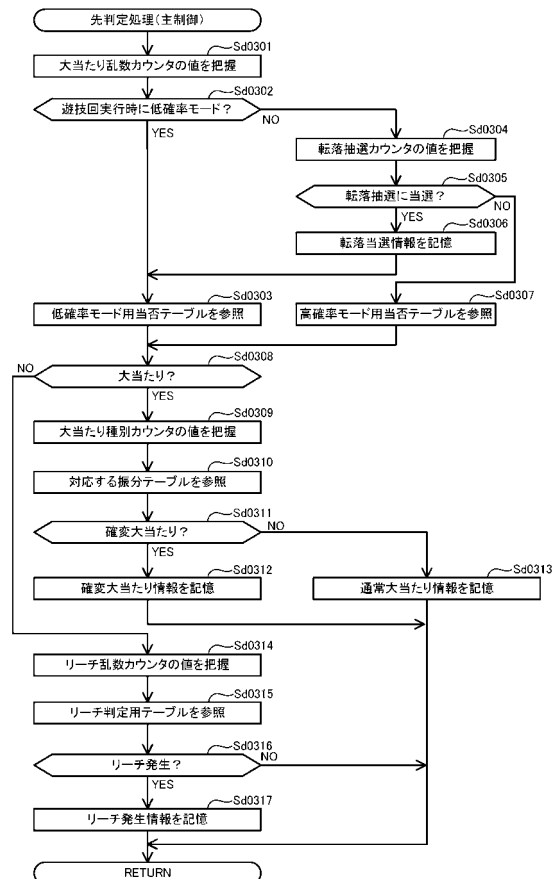 先判定処理(主制御)
Sd0301
大当たり乱数カウンタの値を把握
Sd0302
遊技回実行時に低確率モード？
NO
YES
Sd0304
転落抽選カウンタの値を把握
Sd0305
転落抽選に当選？
NO
YES
Sd0306
転落当選情報を記憶
Sd0303
低確率モード用当否テーブルを参照
Sd0307
高確率モード用当否テーブルを参照
Sd0308
NO
大当たり？
YES
Sd0309
大当たり種別カウンタの値を把握
Sd0310
対応する振分テーブルを参照
Sd0311
確変大当たり？
NO
YES
Sd0312
確変大当たり情報を記憶
Sd0313
通常大当たり情報を記憶
Sd0314
リーチ乱数カウンタの値を把握
Sd0315
リーチ判定用テーブルを参照
Sd0316
リーチ発生？
NO
YES
Sd0317
リーチ発生情報を記憶
RETURN